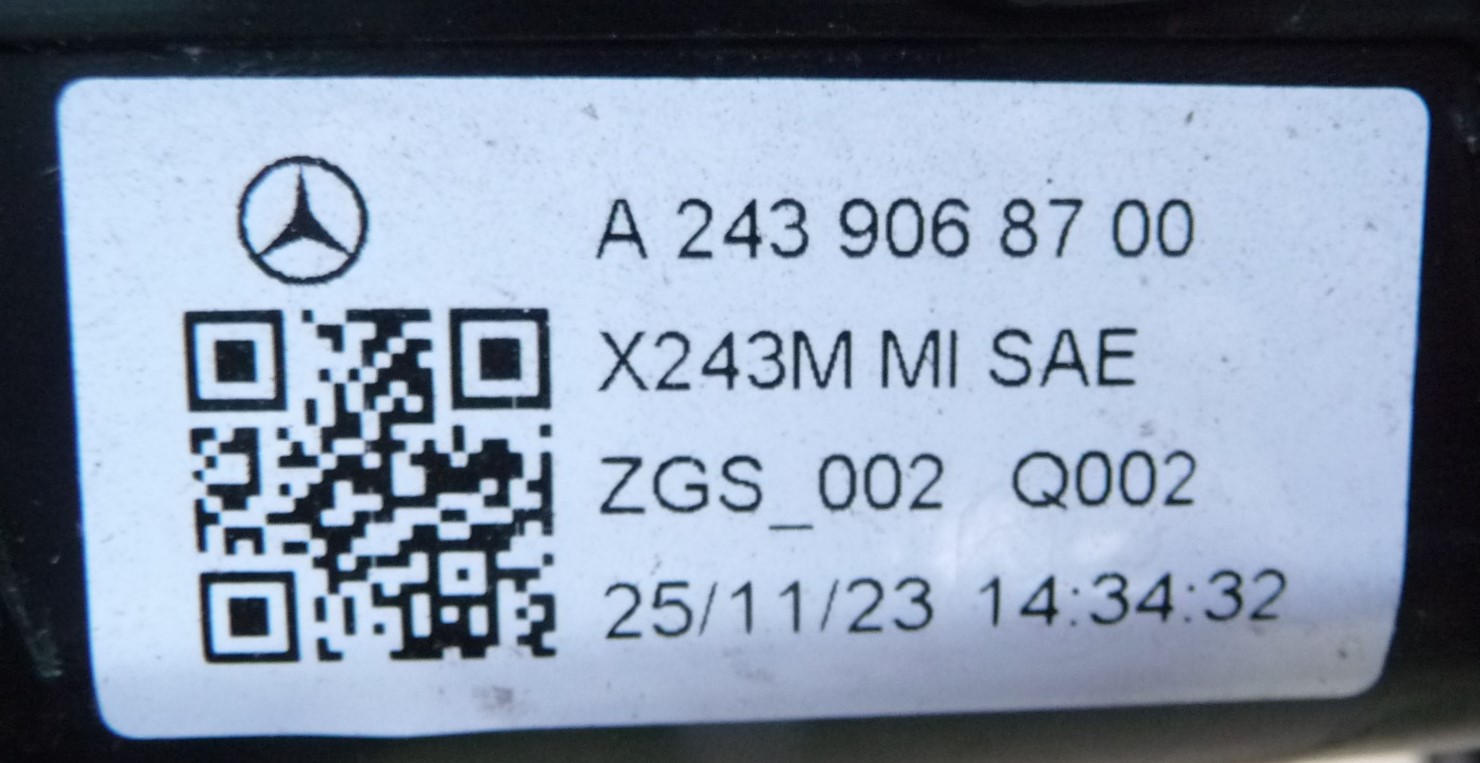 A 243 906 87 00
X243M MI SAE
ZGS_002 Q002
25/11/23 14:34:32